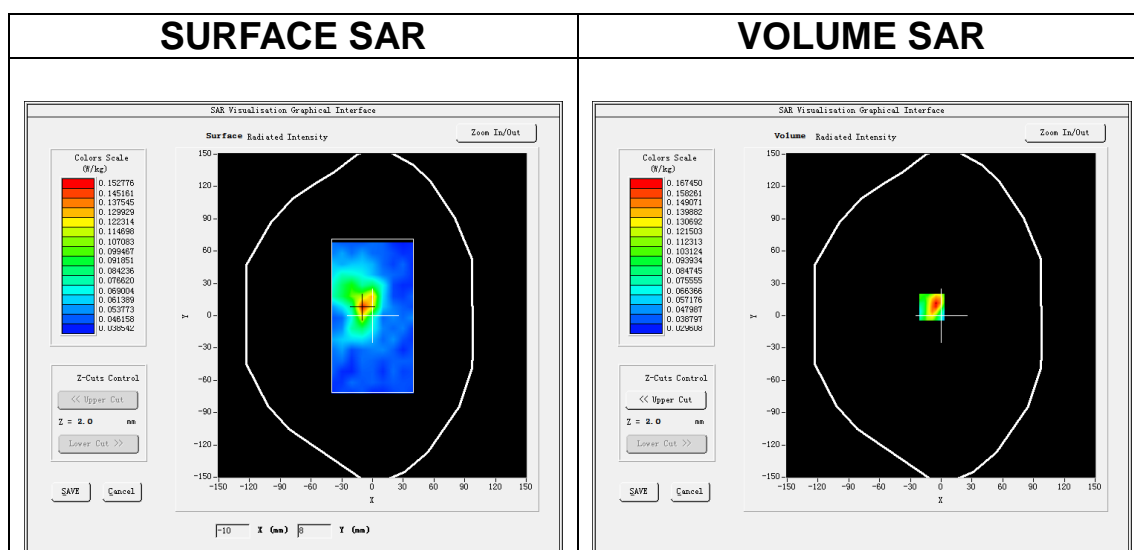 SURFACE SAR
VOLUME SAR
SAR Visualisation Graphical Interface
Surface Radiated Intensity
Zoom In/Out
Colors Scale
(W/kg)
0.152776
0.145161
0.137545
0.129929
0.122314
0.114698
0.107083
0.099467
0.091851
0.084236
0.076620
0.069004
0.061389
0.053773
0.046158
0.038542
Z-Cuts Control
<< Upper Cut
Z = 2.0 mm
Lower Cut >>
SAVE Cancel
150
120
90
60
30
0
-30
-60
-90
-120
-150
Y
-150 -120 -90 -60 -30 0 30 60 90 120 150
X
-10 X (mm) 8 Y (mm)
SAR Visualisation Graphical Interface
Volume Radiated Intensity
Zoom In/Out
Colors Scale
(W/kg)
0.167450
0.158261
0.149071
0.139882
0.130692
0.121503
0.112313
0.103124
0.093934
0.084745
0.075555
0.066366
0.057176
0.047987
0.038797
0.029608
Z-Cuts Control
<< Upper Cut
Z = 2.0 mm
Lower Cut >>
SAVE Cancel
150
120
90
60
30
0
-30
-60
-90
-120
-150
Y
-150 -120 -90 -60 -30 0 30 60 90 120 150
X